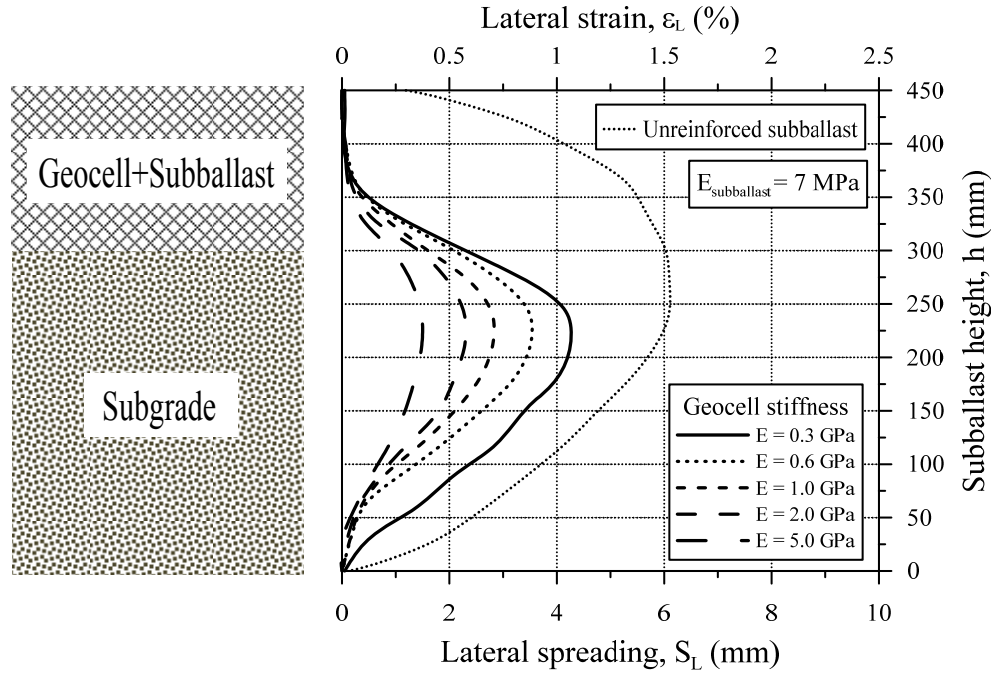 Lateral strain, εL (%)
0 0.5 1 1.5 2 2.5
Geocell+Subballast
Subgrade
Unreinforced subballast
Esubballast = 7 MPa
Geocell stiffness
E = 0.3 GPa
E = 0.6 GPa
E = 1.0 GPa
E = 2.0 GPa
E = 5.0 GPa
450
400
350
300
250
200
150
100
50
0
Subballast height, h (mm)
0 2 4 6 8 10
Lateral spreading, SL (mm)